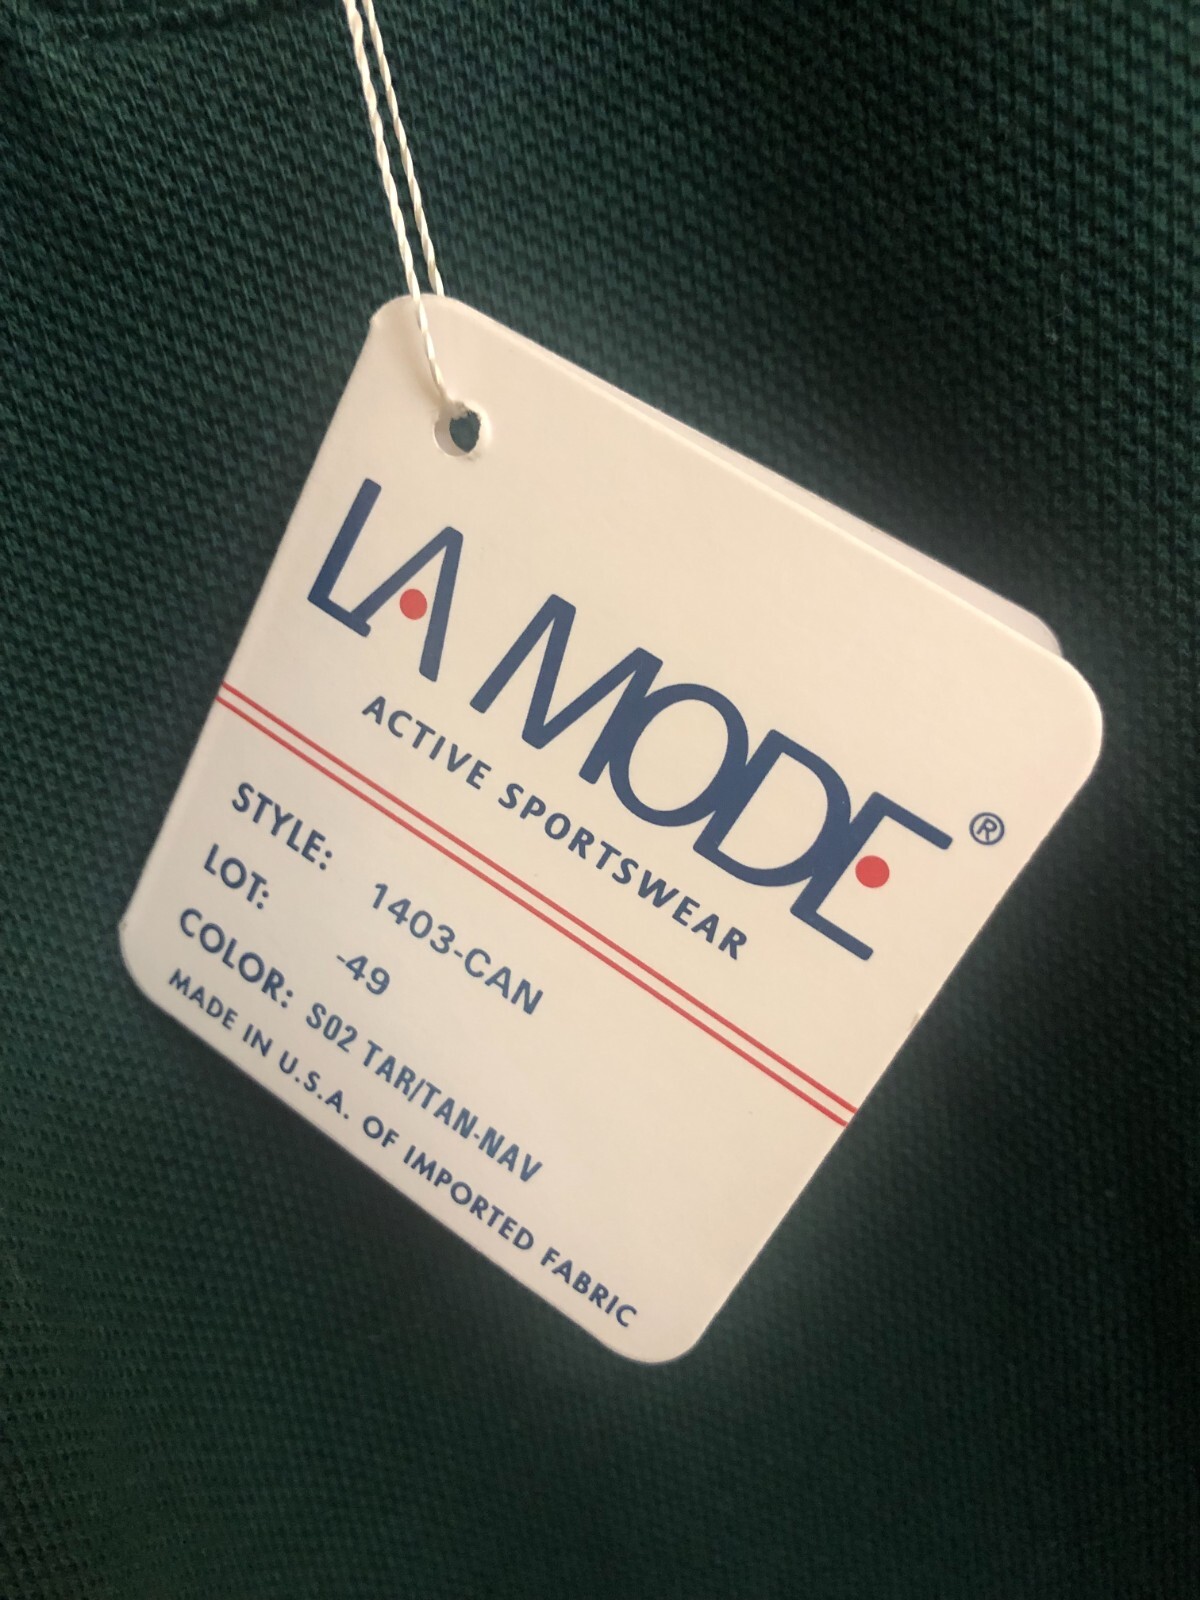 LA MODE®
ACTIVE SPORTSWEAR
STYLE: 1403-CAN
LOT: -49
COLOR: S02 TAR/TAN-NAV
MADE IN U.S.A. OF IMPORTED FABRIC